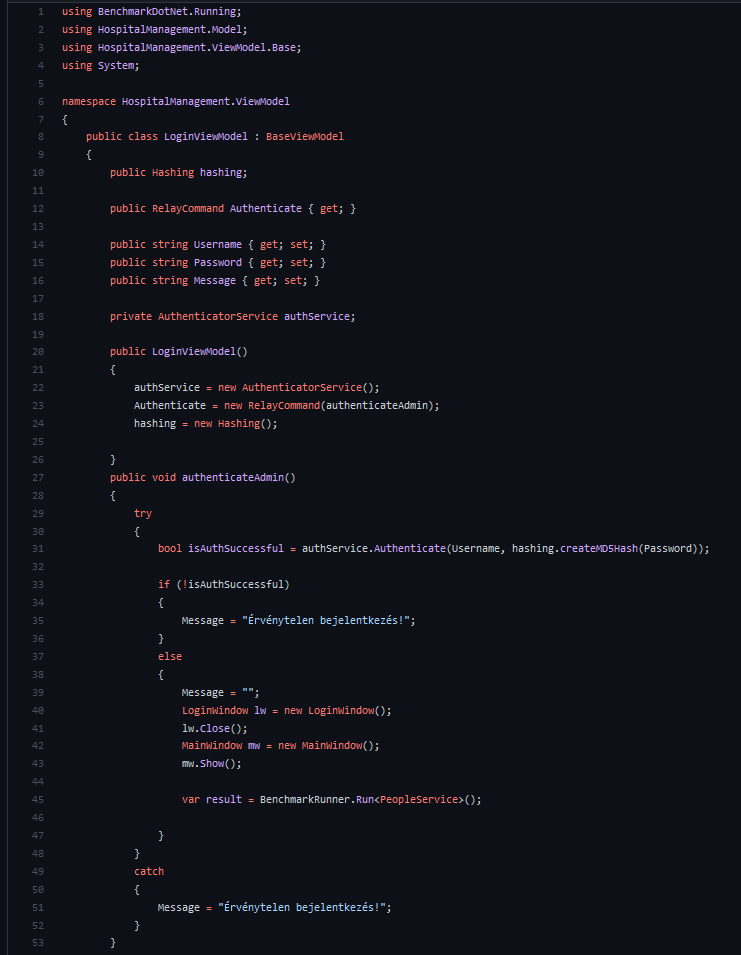 1 using BenchmarkDotNet.Running;
2 using HospitalManagement.Model;
3 using HospitalManagement.ViewModel.Base;
4 using System;
5
6 namespace HospitalManagement.ViewModel
7 {
8     public class LoginViewModel : BaseViewModel
9     {
10         public Hashing hashing;
11
12         public RelayCommand Authenticate { get; }
13
14         public string Username { get; set; }
15         public string Password { get; set; }
16         public string Message { get; set; }
17
18         private AuthenticatorService authService;
19
20         public LoginViewModel()
21         {
22             authService = new AuthenticatorService();
23             Authenticate = new RelayCommand(authenticateAdmin);
24             hashing = new Hashing();
25
26         }
27         public void authenticateAdmin()
28         {
29             try
30             {
31                 bool isAuthSuccessful = authService.Authenticate(Username, hashing.createMD5Hash(Password));
32
33                 if (!isAuthSuccessful)
34                 {
35                     Message = "Érvénytelen bejelentkezés!";
36                 }
37                 else
38                 {
39                     Message = "";
40                     LoginWindow lw = new LoginWindow();
41                     lw.Close();
42                     MainWindow mw = new MainWindow();
43                     mw.Show();
44
45                     var result = BenchmarkRunner.Run<PeopleService>();
46
47                 }
48             }
49             catch
50             {
51                 Message = "Érvénytelen bejelentkezés!";
52             }
53         }